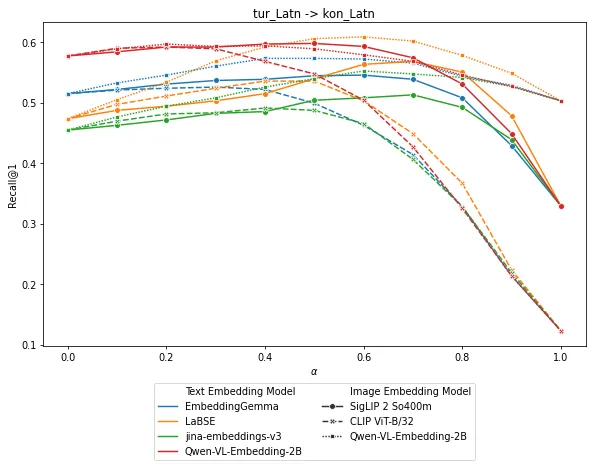 tur_Latn -> kon_Latn
0.6
0.5
0.4
0.3
0.2
0.1
Recall@1
0.0
0.2
0.4
0.6
0.8
1.0
α
Text Embedding Model
EmbeddingGemma
LaBSE
jina-embeddings-v3
Qwen-VL-Embedding-2B
Image Embedding Model
SigLIP 2 So400m
CLIP ViT-B/32
Qwen-VL-Embedding-2B